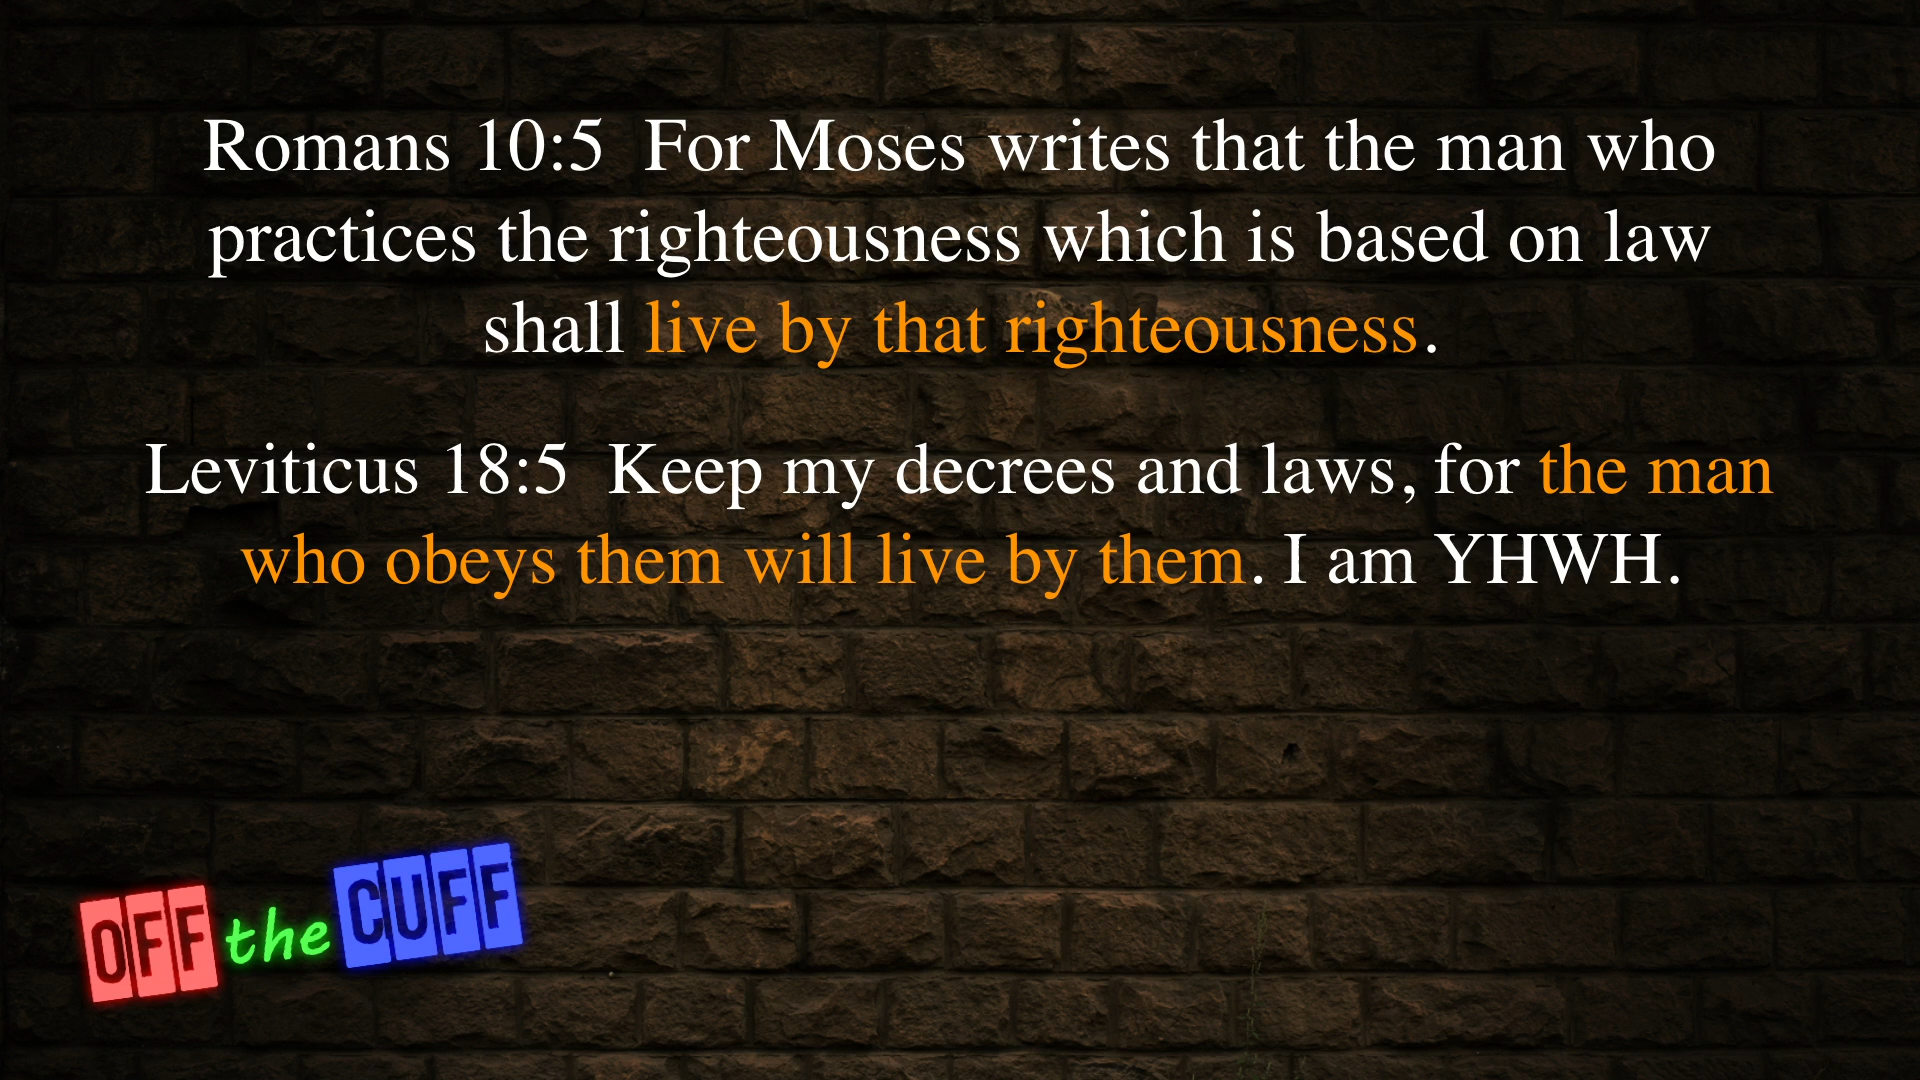 Romans 10:5  For Moses writes that the man who
practices the righteousness which is based on law
shall live by that righteousness.
Leviticus 18:5  Keep my decrees and laws, for the man
who obeys them will live by them. I am YHWH.
OFF the CUFF